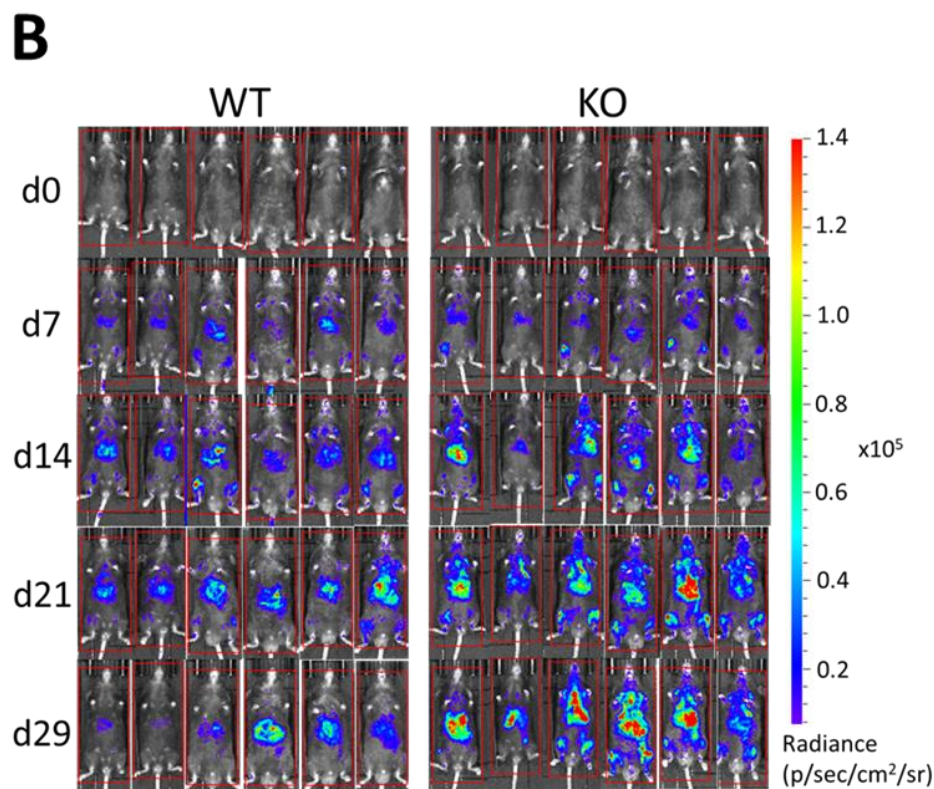 B
WT KO
d0
d7
d14
d21
d29
1.4
1.2
1.0
0.8
0.6
0.4
0.2
x10⁵
Radiance
(p/sec/cm²/sr)